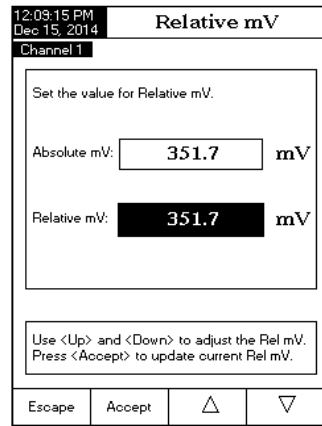 12:09:15 PM
Dec 15, 2014
Relative mV
Channel 1
Set the value for Relative mV.
Absolute mV: 351.7 mV
Relative mV: 351.7 mV
Use <Up> and <Down> to adjust the Rel mV.
Press <Accept> to update current Rel mV.
Escape Accept △ ▽